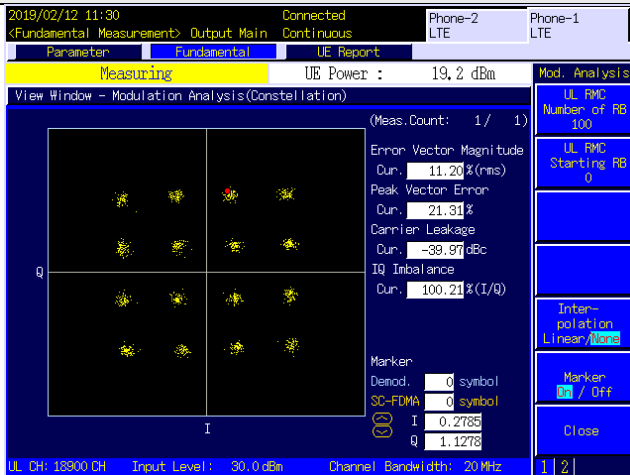 2019/02/12 11:30 Connected Phone-2 Phone-1
<Fundamental Measurement> Output Main Continuous LTE LTE
Parameter Fundamental UE Report
Measuring UE Power : 19.2 dBm Mod. Analysis
View Window - Modulation Analysis(Constellation)
UL RMC
Number of RB
100
(Meas.Count: 1/ 1)
Error Vector Magnitude
Cur. 11.20 %(rms)
Peak Vector Error
Cur. 21.31 %
Carrier Leakage
Cur. -39.97 dBc
IQ Imbalance
Cur. 100.21 %(I/Q)
UL RMC
Starting RB
0
Q
I
Inter-
polation
Linear/None
Marker
Demod. 0 symbol
SC-FDMA 0 symbol
I 0.2785
Q 1.1278
Marker
On / Off
Close
UL CH: 18900 CH Input Level: 30.0 dBm Channel Bandwidth: 20 MHz 1 2